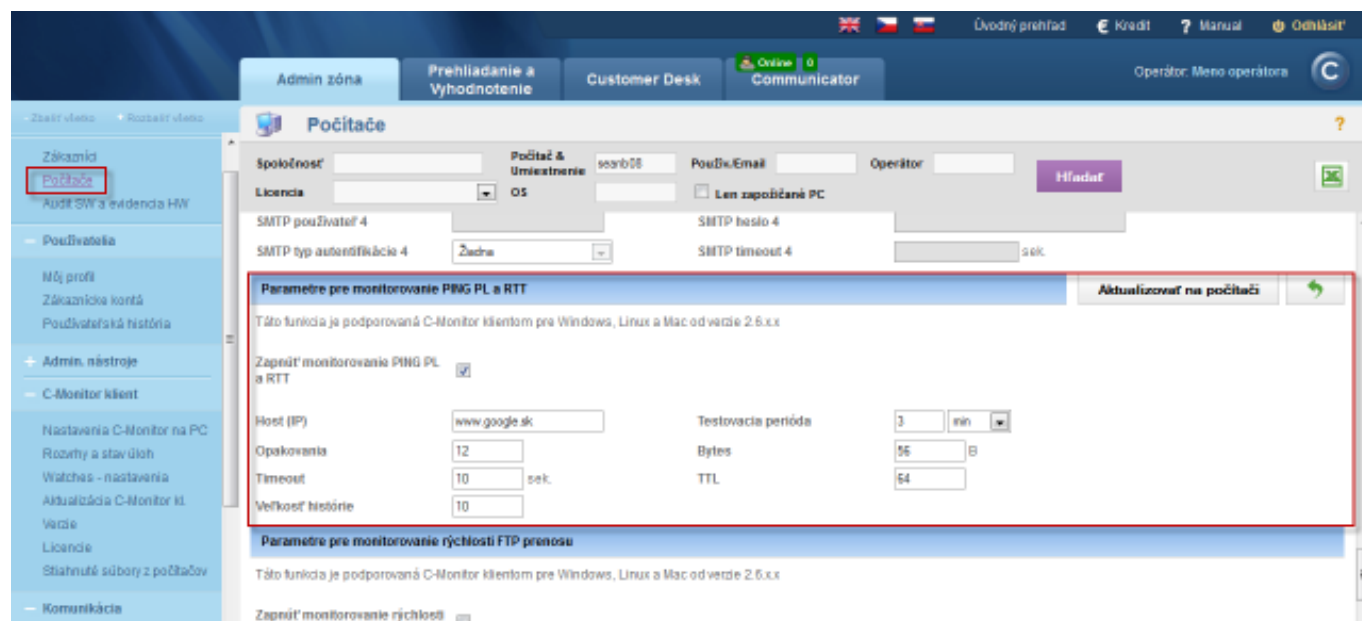 Úvodný prehľad € Kredit ? Manual Odhlásiť
Admin zóna
Prehliadanie a
Vyhodnotenie
Customer Desk
Online 0
Communicator
Operátor: Meno operátora
- Zbaliť všetko + Rozbaliť všetko
Zákazníci
Počítače
Audit SW a evidencia HW
Používatelia
Môj profil
Zákaznícke kontá
Používateľská história
Admin. nástroje
C-Monitor klient
Nastavenia C-Monitor na PC
Rozvrhy a stav úloh
Watches - nastavenia
Aktualizácia C-Monitor kl.
Verzie
Licencie
Stiahnuté súbory z počítačov
Komunikácia
Počítače ?
Spoločnosť
Počítač &
Umiestnenie
seanb08
Použív./Email
Operátor
Hľadať
Licencia
OS
Len zapožičané PC
SMTP používateľ 4 SMTP heslo 4
SMTP typ autentifikácie 4 Žiadna SMTP timeout 4 sek.
Parametre pre monitorovanie PING PL a RTT Aktualizovať na počítači
Táto funkcia je podporovaná C-Monitor klientom pre Windows, Linux a Mac od verzie 2.6.x.x
Zapnúť monitorovanie PING PL
a RTT
Host (IP) www.google.sk Testovacia perióda 3 min
Opakovania 12 Bytes 56 B
Timeout 10 sek. TTL 64
Veľkosť histórie 10
Parametre pre monitorovanie rýchlosti FTP prenosu
Táto funkcia je podporovaná C-Monitor klientom pre Windows, Linux a Mac od verzie 2.6.x.x
Zapnúť monitorovanie rýchlosti